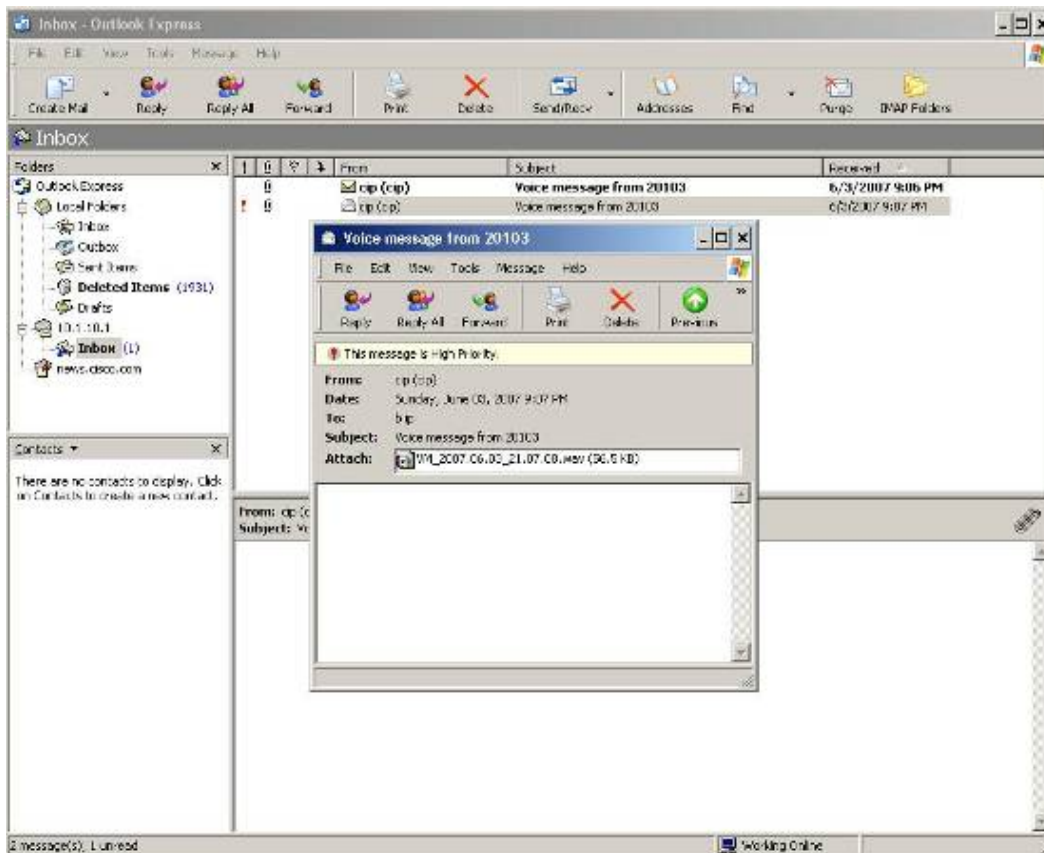 Inbox - Outlook Express
File Edit View Tools Message Help
Create Mail Reply Reply All Forward Print Delete Send/Recv Addresses Find Purge IMAP Folders
Inbox
Folders
From Subject Received
Outlook Express
Local Folders
Inbox
Outbox
Sent Items
Deleted Items (1931)
Drafts
10.1.10.1
Inbox (1)
news.cisco.com
cip (cip) Voice message from 20103 6/3/2007 9:06 PM
cip (cip) Voice message from 20103 6/3/2007 9:07 PM
Voice message from 20103
File Edit View Tools Message Help
Reply Reply All Forward Print Delete Previous »
This message is High Priority.
From: cip (cip)
Date: Sunday, June 03, 2007 9:07 PM
To:
Subject: Voice message from 20103
Attach: VM_2007.06.03_21.07.08.wav (56.5 KB)
Contacts
There are no contacts to display. Click
on Contacts to create a new contact.
From: cip (c
Subject: Vo
2 message(s), 1 unread
Working Online